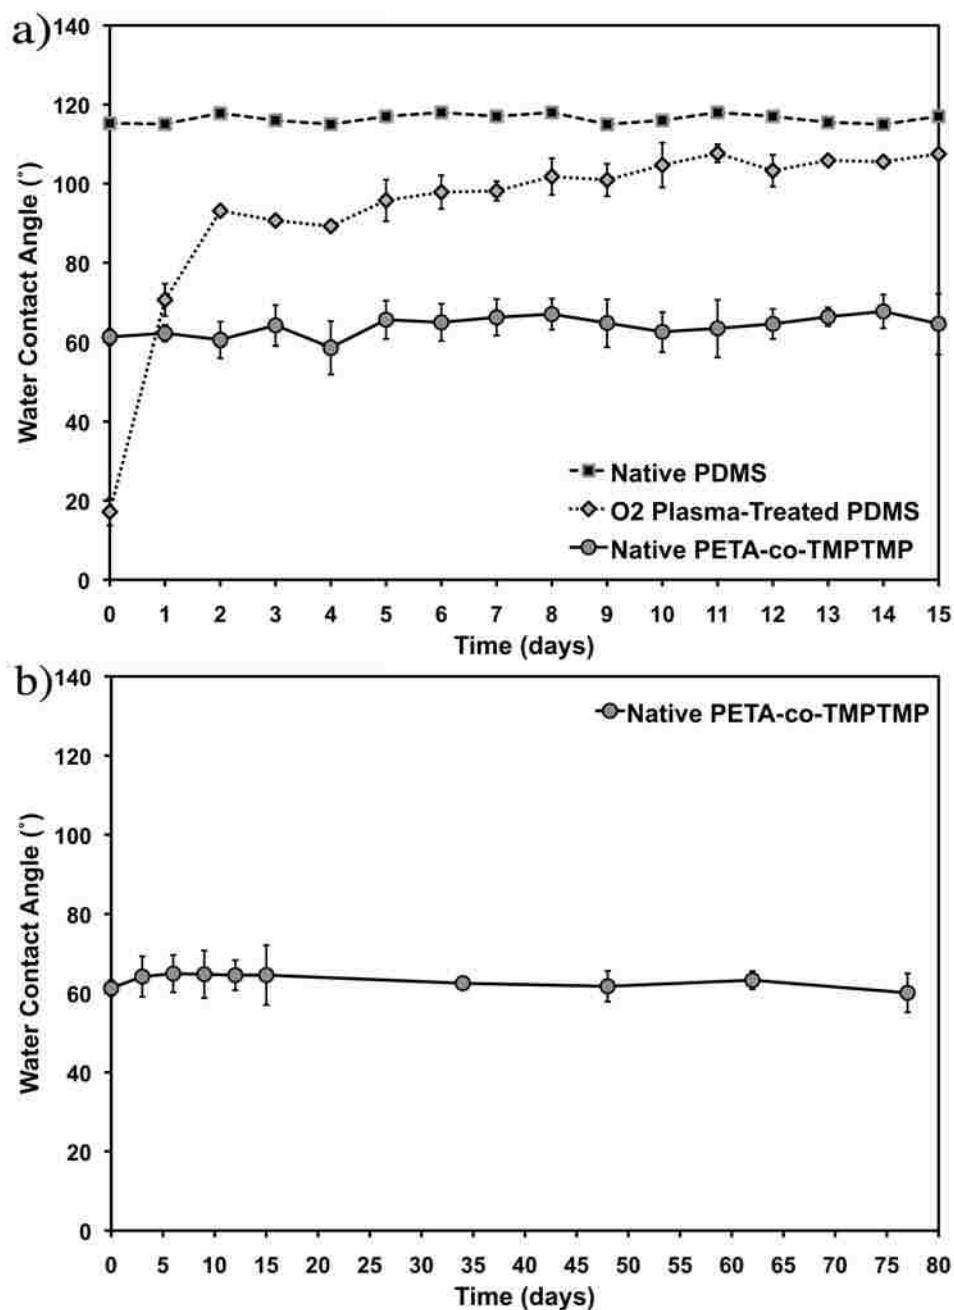 a)
140
120
100
80
60
40
20
0
Water Contact Angle (˚)
Native PDMS
O2 Plasma-Treated PDMS
Native PETA-co-TMPTMP
0 1 2 3 4 5 6 7 8 9 10 11 12 13 14 15
Time (days)
b)
140
120
100
80
60
40
20
0
Water Contact Angle (˚)
Native PETA-co-TMPTMP
0 5 10 15 20 25 30 35 40 45 50 55 60 65 70 75 80
Time (days)